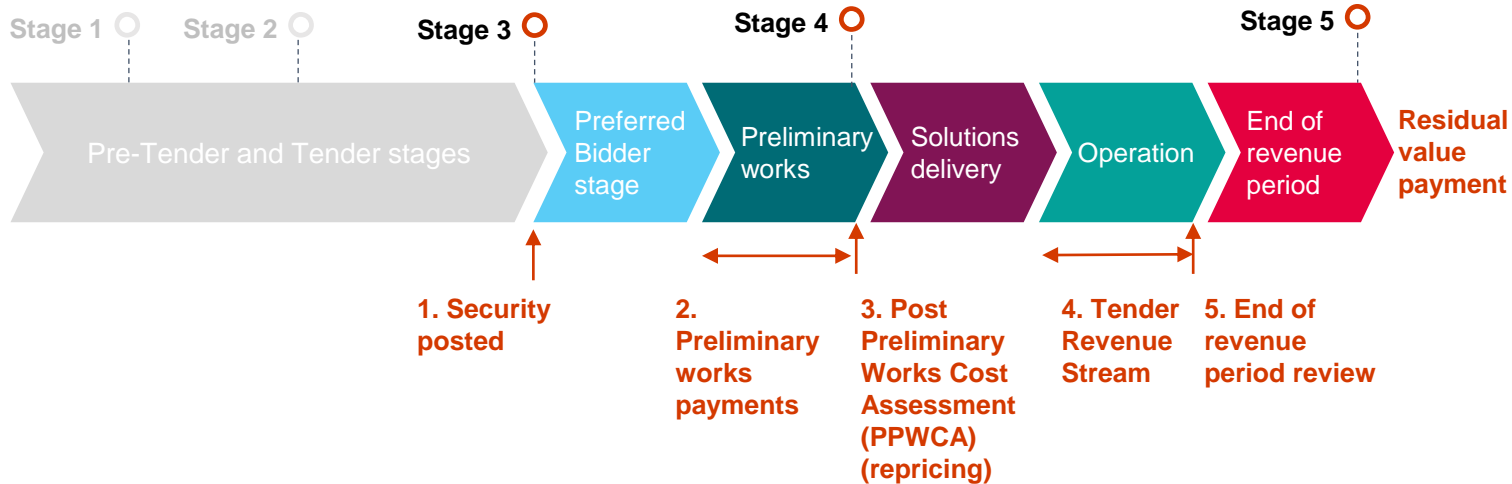 Stage 1
Stage 2
Stage 3
Stage 4
Stage 5
Pre-Tender and Tender stages
Preferred
Bidder
stage
Preliminary
works
Solutions
delivery
Operation
End of
revenue
period
Residual
value
payment
1. Security
posted
2.
Preliminary
works
payments
3. Post
Preliminary
Works Cost
Assessment
(PPWCA)
(repricing)
4. Tender
Revenue
Stream
5. End of
revenue
period review